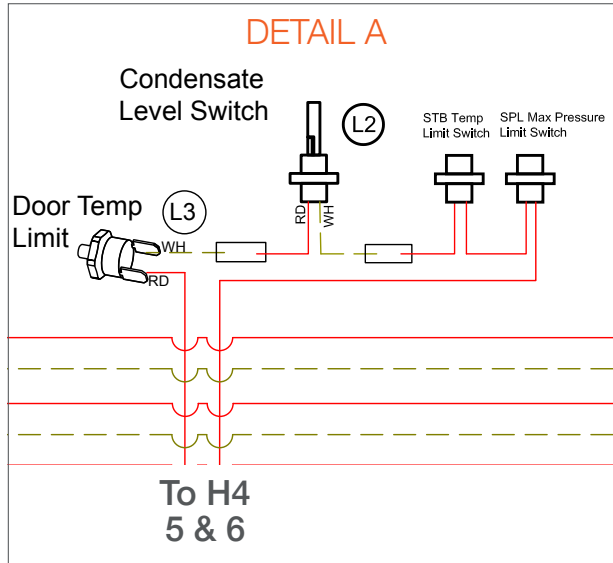 DETAIL A
Condensate
Level Switch
L2
STB Temp
Limit Switch
SPL Max Pressure
Limit Switch
Door Temp
Limit
L3
RD
WH
WH
RD
To H4
5 & 6